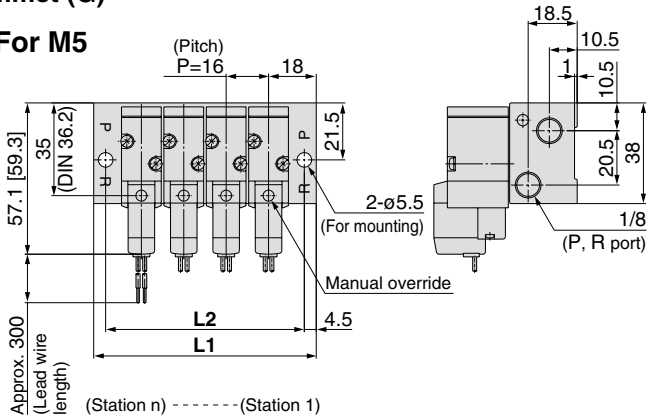 For M5
(Pitch)
P=16
18
18.5
10.5
1
10.5
57.1 [59.3]
35
(DIN 36.2)
21.5
20.5
38
P
R
P
R
2-ø5.5
(For mounting)
1/8
(P, R port)
Manual override
L2
4.5
L1
Approx. 300
(Lead wire
length)
(Station n) - - - - - - - (Station 1)